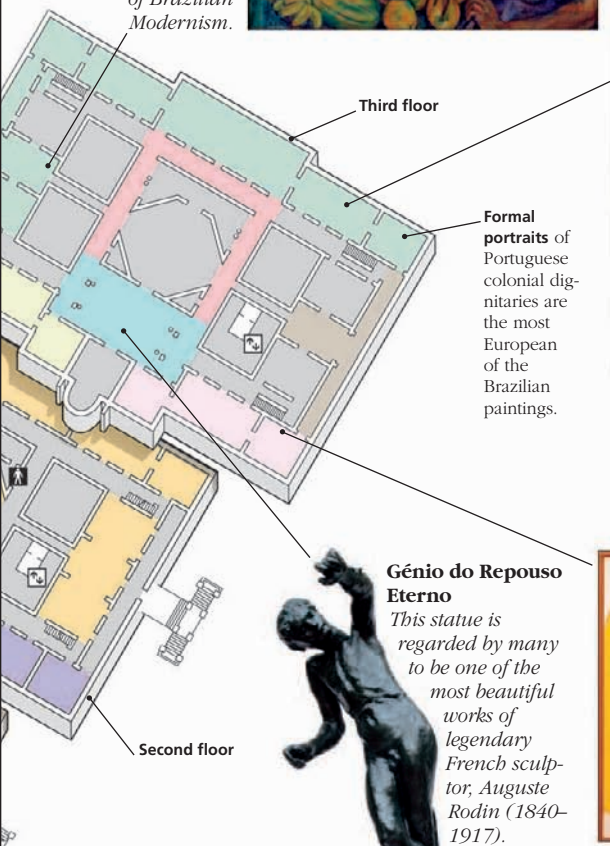 of Brazilian
Modernism.
Third floor
Formal
portraits of
Portuguese
colonial dig-
nitaries are
the most
European
of the
Brazilian
paintings.
Génio do Repouso
Eterno
This statue is
regarded by many
to be one of the
most beautiful
works of
legendary
French sculp-
tor, Auguste
Rodin (1840–
1917).
Second floor